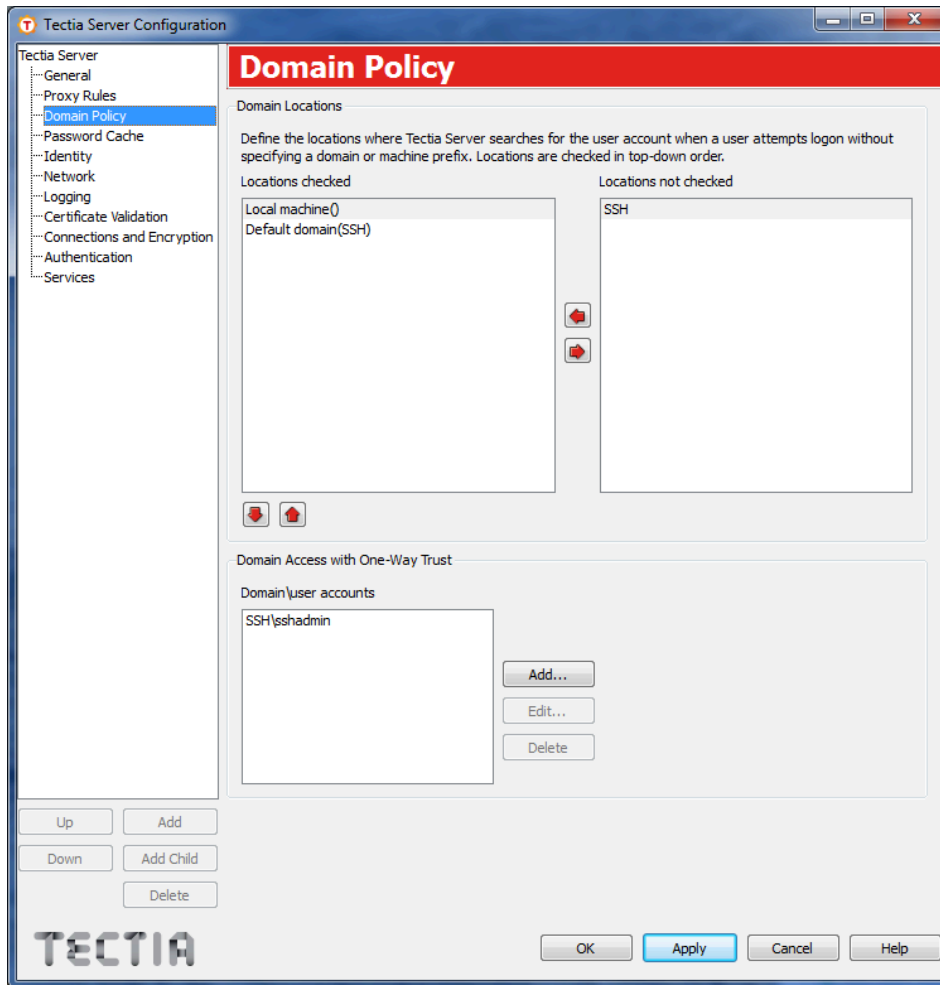 Tectia Server Configuration
Tectia Server
General
Proxy Rules
Domain Policy
Password Cache
Identity
Network
Logging
Certificate Validation
Connections and Encryption
Authentication
Services
Up
Add
Down
Add Child
Delete
TECTIA
Domain Policy
Domain Locations
Define the locations where Tectia Server searches for the user account when a user attempts logon without
specifying a domain or machine prefix. Locations are checked in top-down order.
Locations checked
Locations not checked
Local machine()
Default domain(SSH)
SSH
Domain Access with One-Way Trust
Domain\user accounts
SSH\sshadmin
Add...
Edit...
Delete
OK
Apply
Cancel
Help